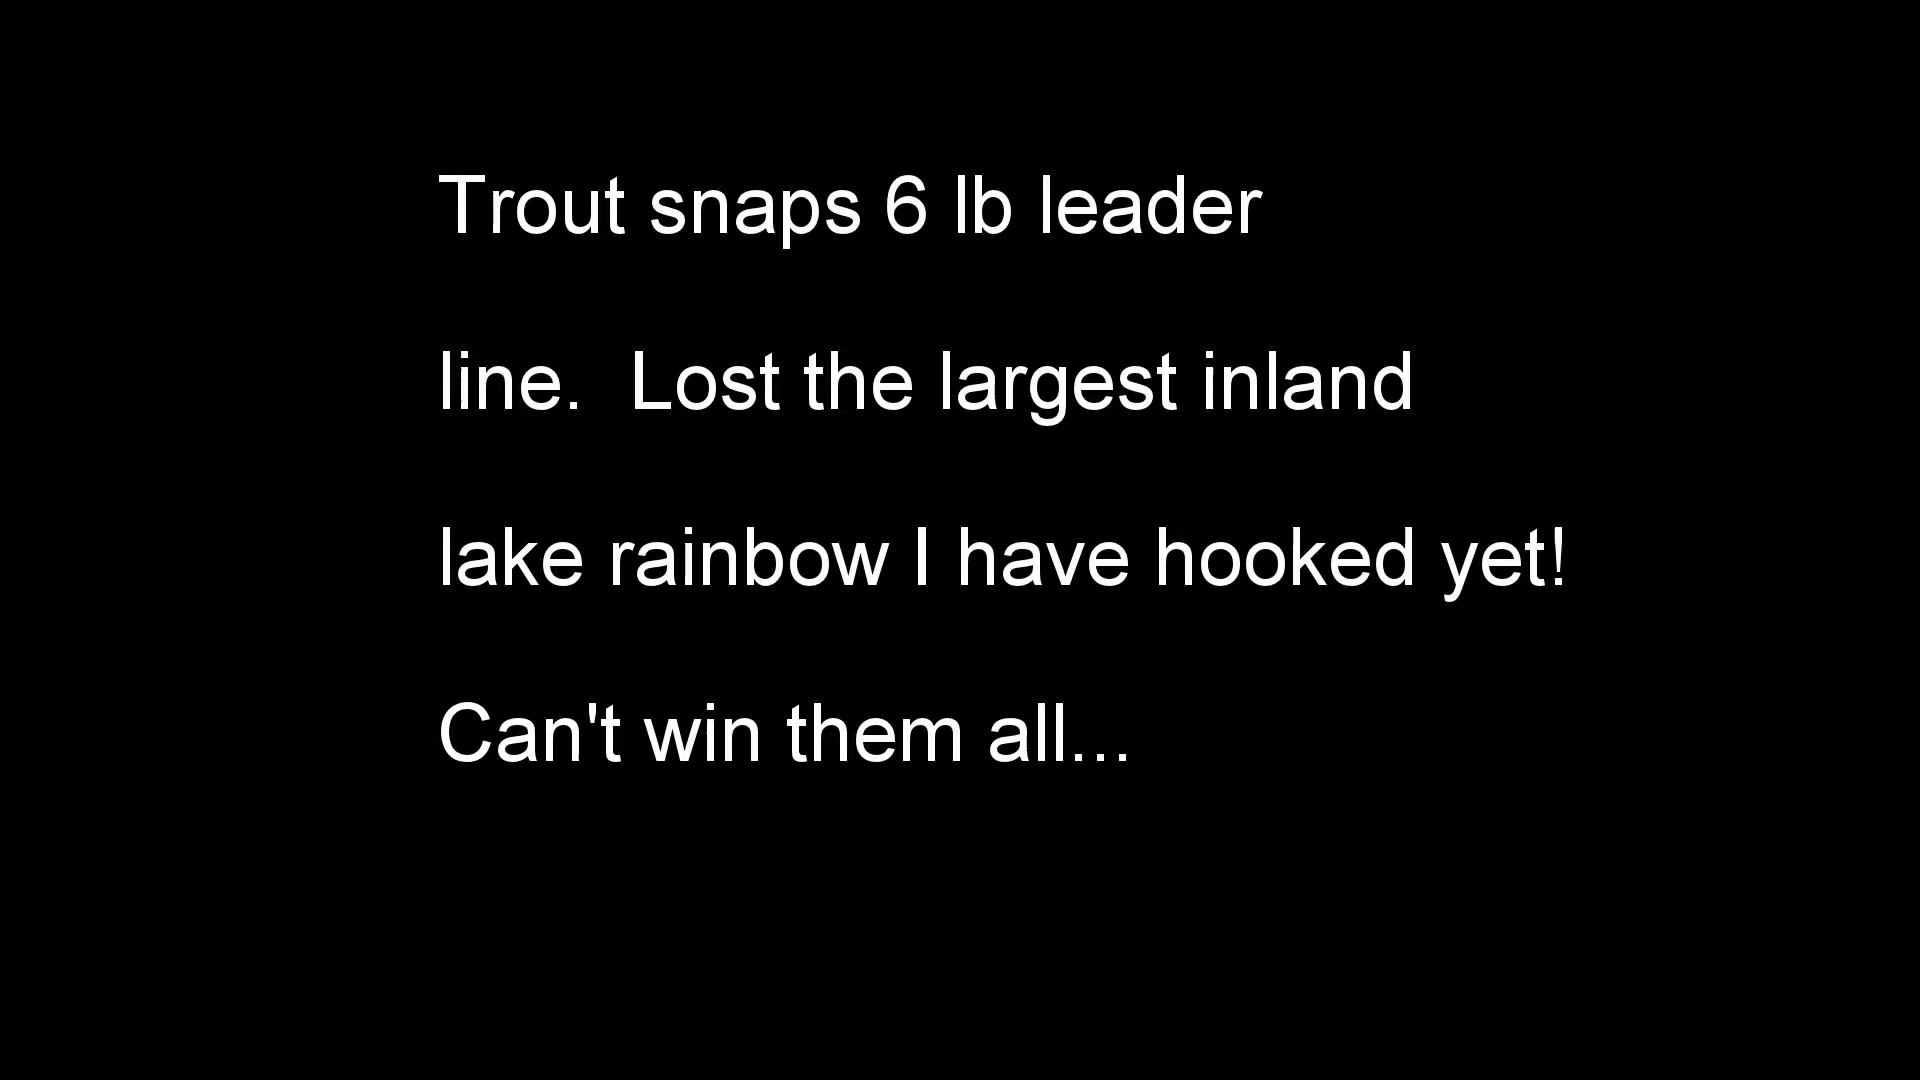 Trout snaps 6 lb leader
line.  Lost the largest inland
lake rainbow I have hooked yet!
Can't win them all...